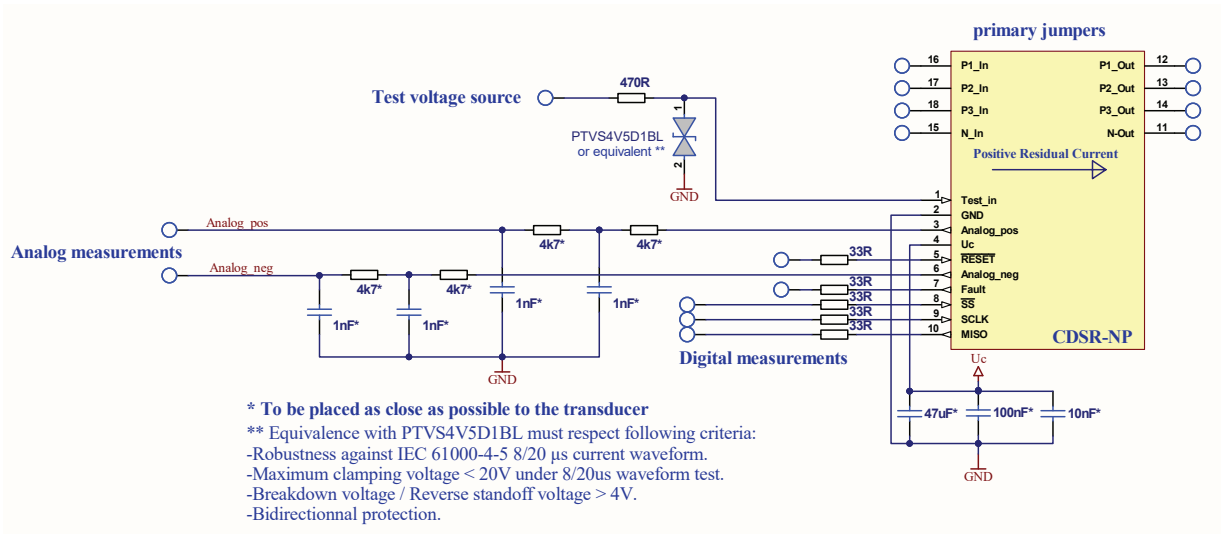 primary jumpers
16 P1_In P1_Out 12
17 P2_In P2_Out 13
18 P3_In P3_Out 14
15 N_In N-Out 11
Positive Residual Current
470R
Test voltage source
1
PTVS4V5D1BL
or equivalent **
2
GND
1 Test_in
2 GND
3 Analog_pos
4 Uc
5 RESET
6 Analog_neg
7 Fault
8 SS
9 SCLK
10 MISO
CDSR-NP
Analog_pos
4k7* 4k7*
Analog measurements
Analog_neg
4k7* 4k7*
1nF* 1nF*
1nF* 1nF*
GND
33R
33R
33R
33R
33R
Digital measurements
Uc
47uF* 100nF* 10nF*
GND
* To be placed as close as possible to the transducer
** Equivalence with PTVS4V5D1BL must respect following criteria:
-Robustness against IEC 61000-4-5 8/20 µs current waveform.
-Maximum clamping voltage < 20V under 8/20us waveform test.
-Breakdown voltage / Reverse standoff voltage > 4V.
-Bidirectionnal protection.